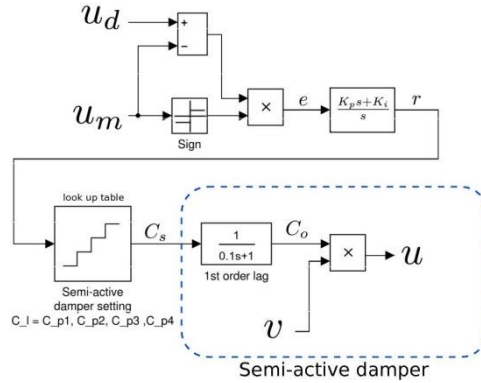 u_d
+
−
u_m
Sign
×
e
K_p s+K_i
s
r
look up table
C_s
Semi-active
damper setting
C_l = C_p1, C_p2, C_p3 ,C_p4
1
0.1s+1
1st order lag
C_o
×
u
v
Semi-active damper